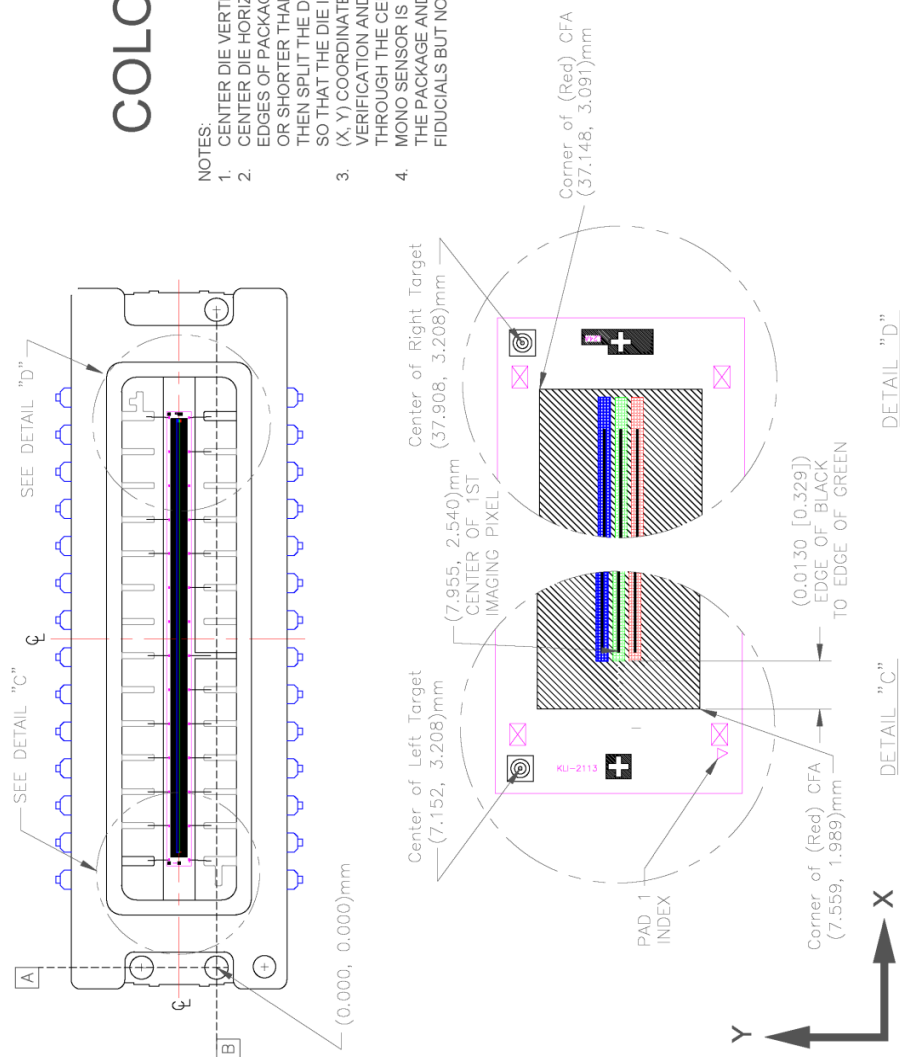 COLO
NOTES:
1. CENTER DIE VERTI
2. CENTER DIE HORIZ
EDGES OF PACKAG
OR SHORTER THAN
THEN SPLIT THE D
SO THAT THE DIE I
3. (X, Y) COORDINATE
VERIFICATION AND
THROUGH THE CE
4. MONO SENSOR IS
THE PACKAGE AND
FIDUCIALS BUT NO
SEE DETAIL "C"
SEE DETAIL "D"
A
B
(0.000, 0.000)mm
Center of Left Target
(7.152, 3.208)mm
(7.955, 2.540)mm
CENTER OF 1ST
IMAGING PIXEL
Center of Right Target
(37.908, 3.208)mm
Corner of (Red) CFA
(37.148, 3.091)mm
KLI-2113
PAD 1
INDEX
Corner of (Red) CFA
(7.559, 1.989)mm
(0.0130 [0.329])
EDGE OF BLACK
TO EDGE OF GREEN
DETAIL "C"
DETAIL "D"
Y
X